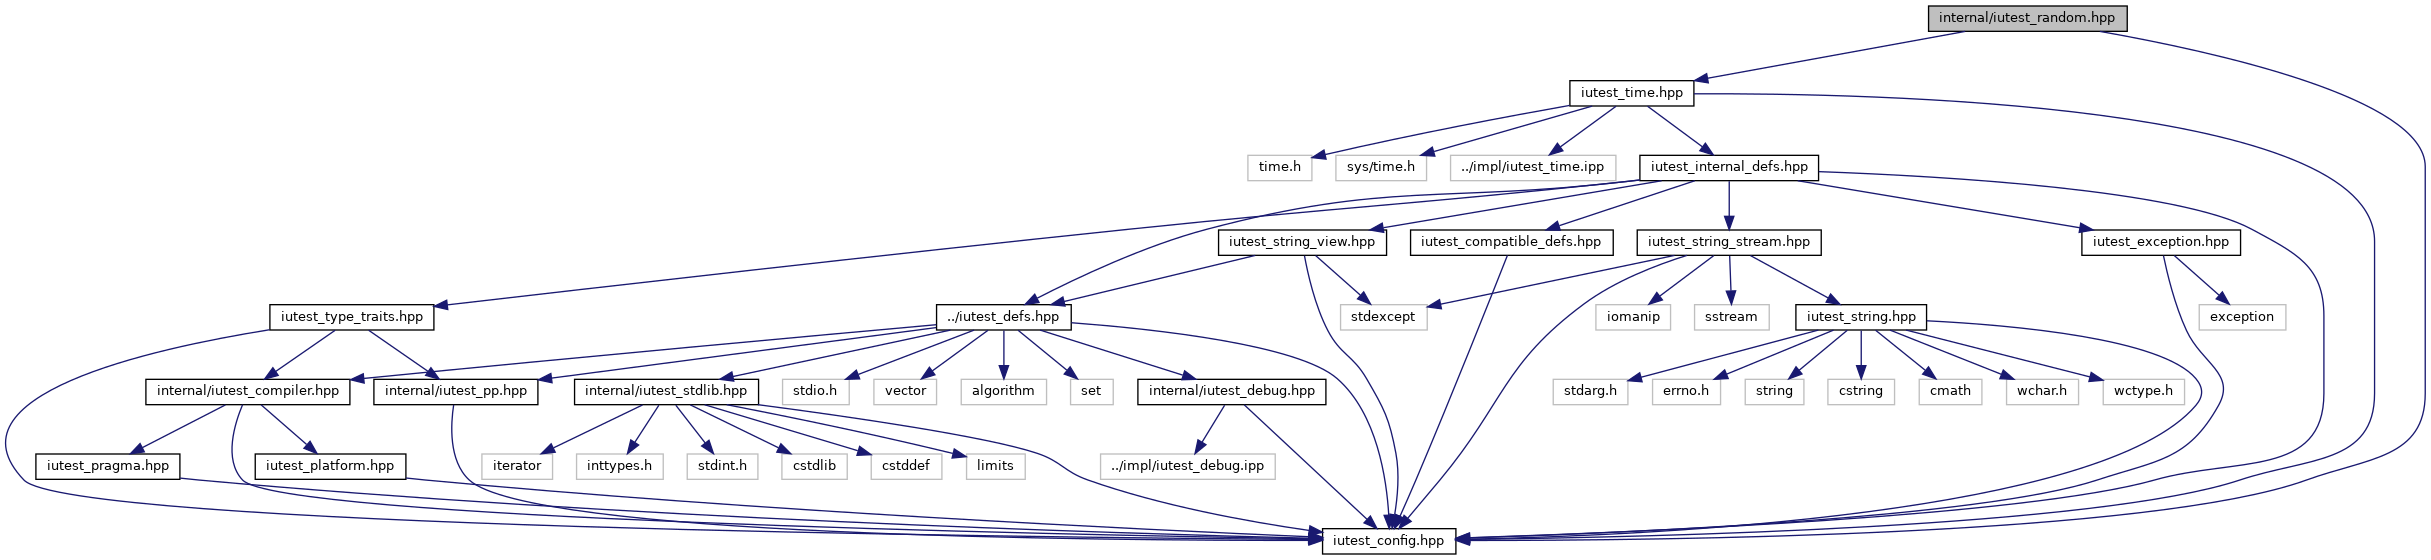 internal/iutest_random.hpp
iutest_time.hpp
time.h
sys/time.h
../impl/iutest_time.ipp
iutest_internal_defs.hpp
iutest_string_view.hpp
iutest_compatible_defs.hpp
iutest_string_stream.hpp
iutest_exception.hpp
iutest_type_traits.hpp
../iutest_defs.hpp
stdexcept
iomanip
sstream
iutest_string.hpp
exception
internal/iutest_compiler.hpp
internal/iutest_pp.hpp
internal/iutest_stdlib.hpp
stdio.h
vector
algorithm
set
internal/iutest_debug.hpp
stdarg.h
errno.h
string
cstring
cmath
wchar.h
wctype.h
iutest_pragma.hpp
iutest_platform.hpp
iterator
inttypes.h
stdint.h
cstdlib
cstddef
limits
../impl/iutest_debug.ipp
iutest_config.hpp